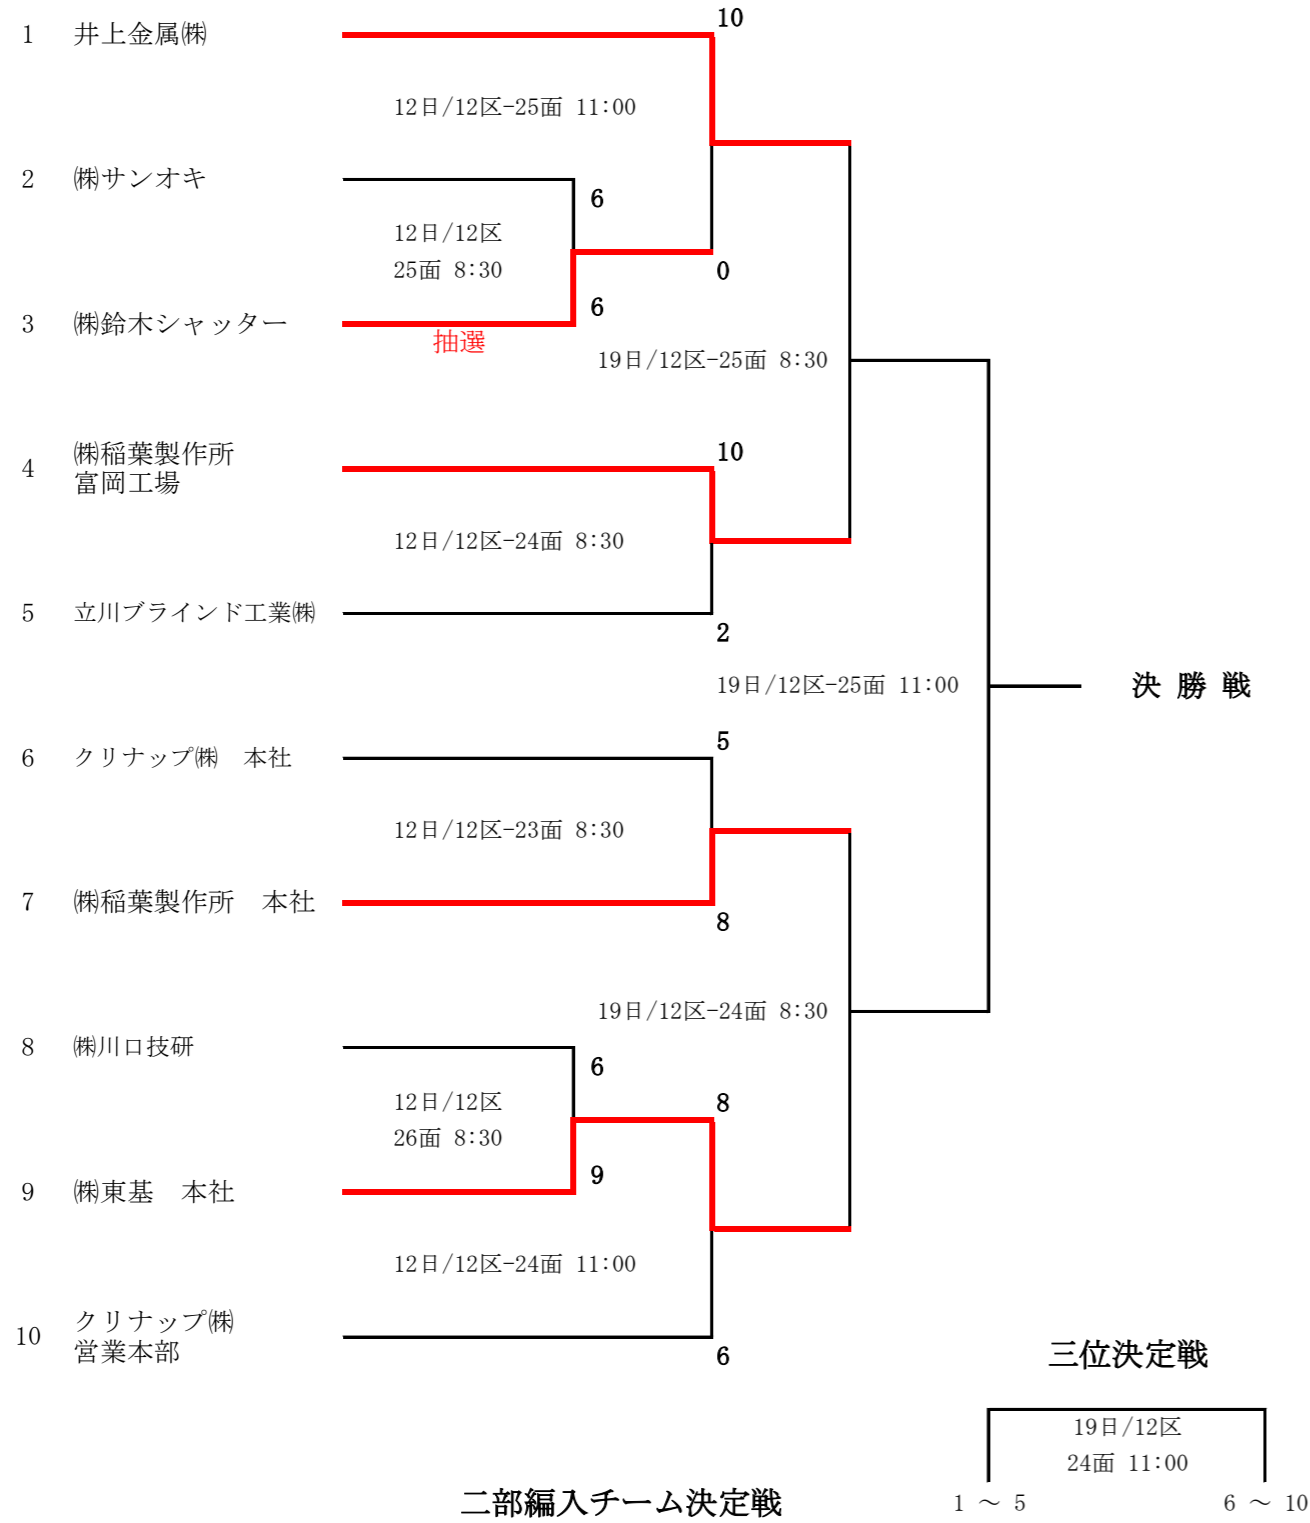 10
1 井上金属㈱
12日/12区-25面 11:00
2 ㈱サンオキ
6
12日/12区
25面 8:30
0
6
3 ㈱鈴木シャッター
抽選
19日/12区-25面 8:30
10
4 ㈱稲葉製作所
富岡工場
12日/12区-24面 8:30
5 立川ブラインド工業㈱
2
19日/12区-25面 11:00
決 勝 戦
5
6 クリナップ㈱ 本社
12日/12区-23面 8:30
7 ㈱稲葉製作所 本社
8
19日/12区-24面 8:30
8 ㈱川口技研
6
12日/12区
26面 8:30
8
9
9 ㈱東基 本社
12日/12区-24面 11:00
10 クリナップ㈱
営業本部
6
三位決定戦
19日/12区
24面 11:00
1 ～ 5
6 ～ 10
二部編入チーム決定戦